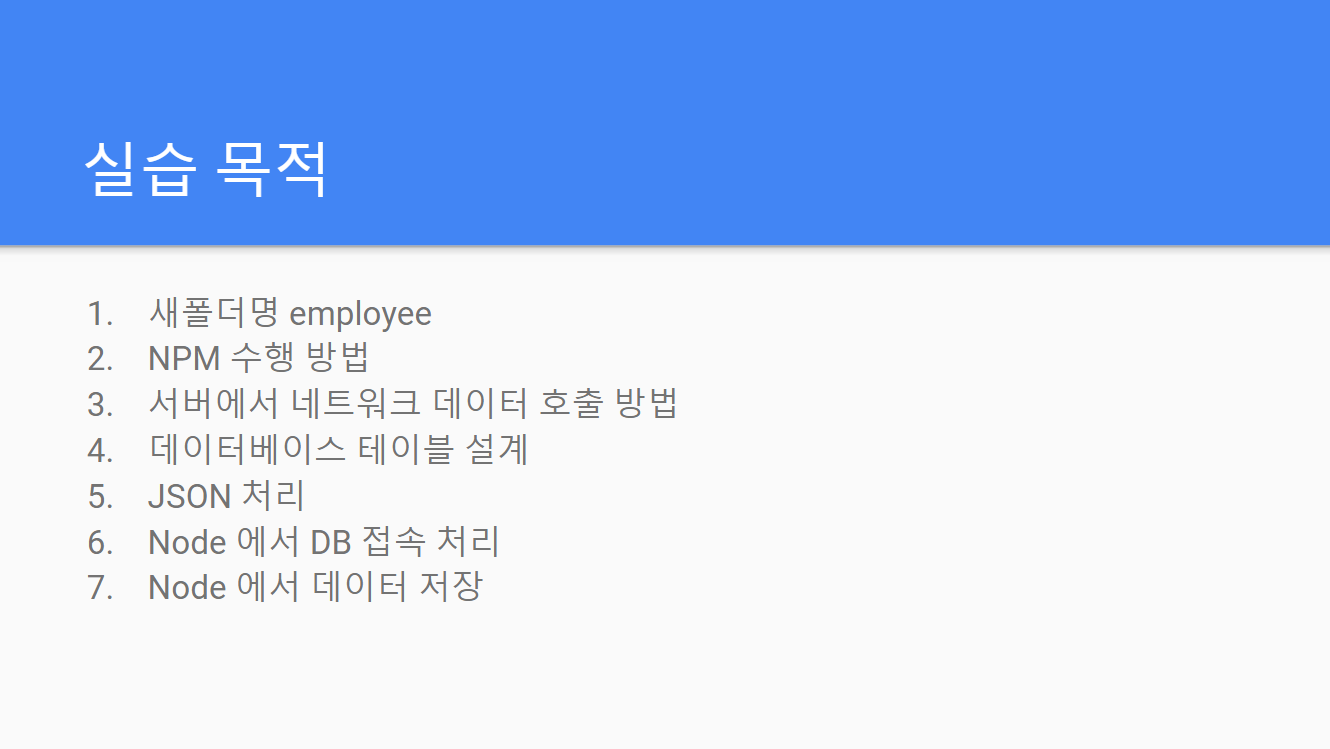 실습 목적
1. 새폴더명 employee
2. NPM 수행 방법
3. 서버에서 네트워크 데이터 호출 방법
4. 데이터베이스 테이블 설계
5. JSON 처리
6. Node 에서 DB 접속 처리
7. Node 에서 데이터 저장